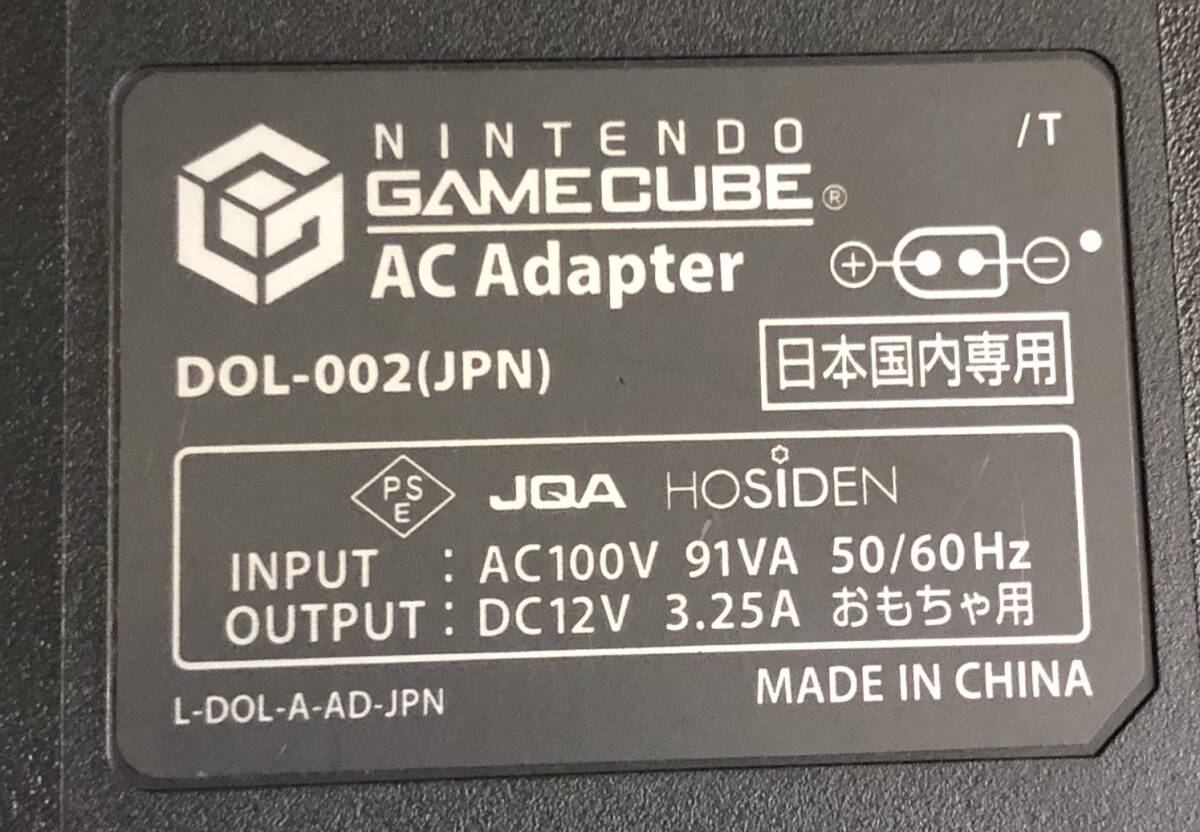 NINTENDO
GAMECUBE®
/T
AC Adapter
+ −
DOL-002(JPN)
日本国内専用
PSE JQA HOSiDEN
INPUT : AC100V 91VA 50/60Hz
OUTPUT : DC12V 3.25A おもちゃ用
L-DOL-A-AD-JPN
MADE IN CHINA